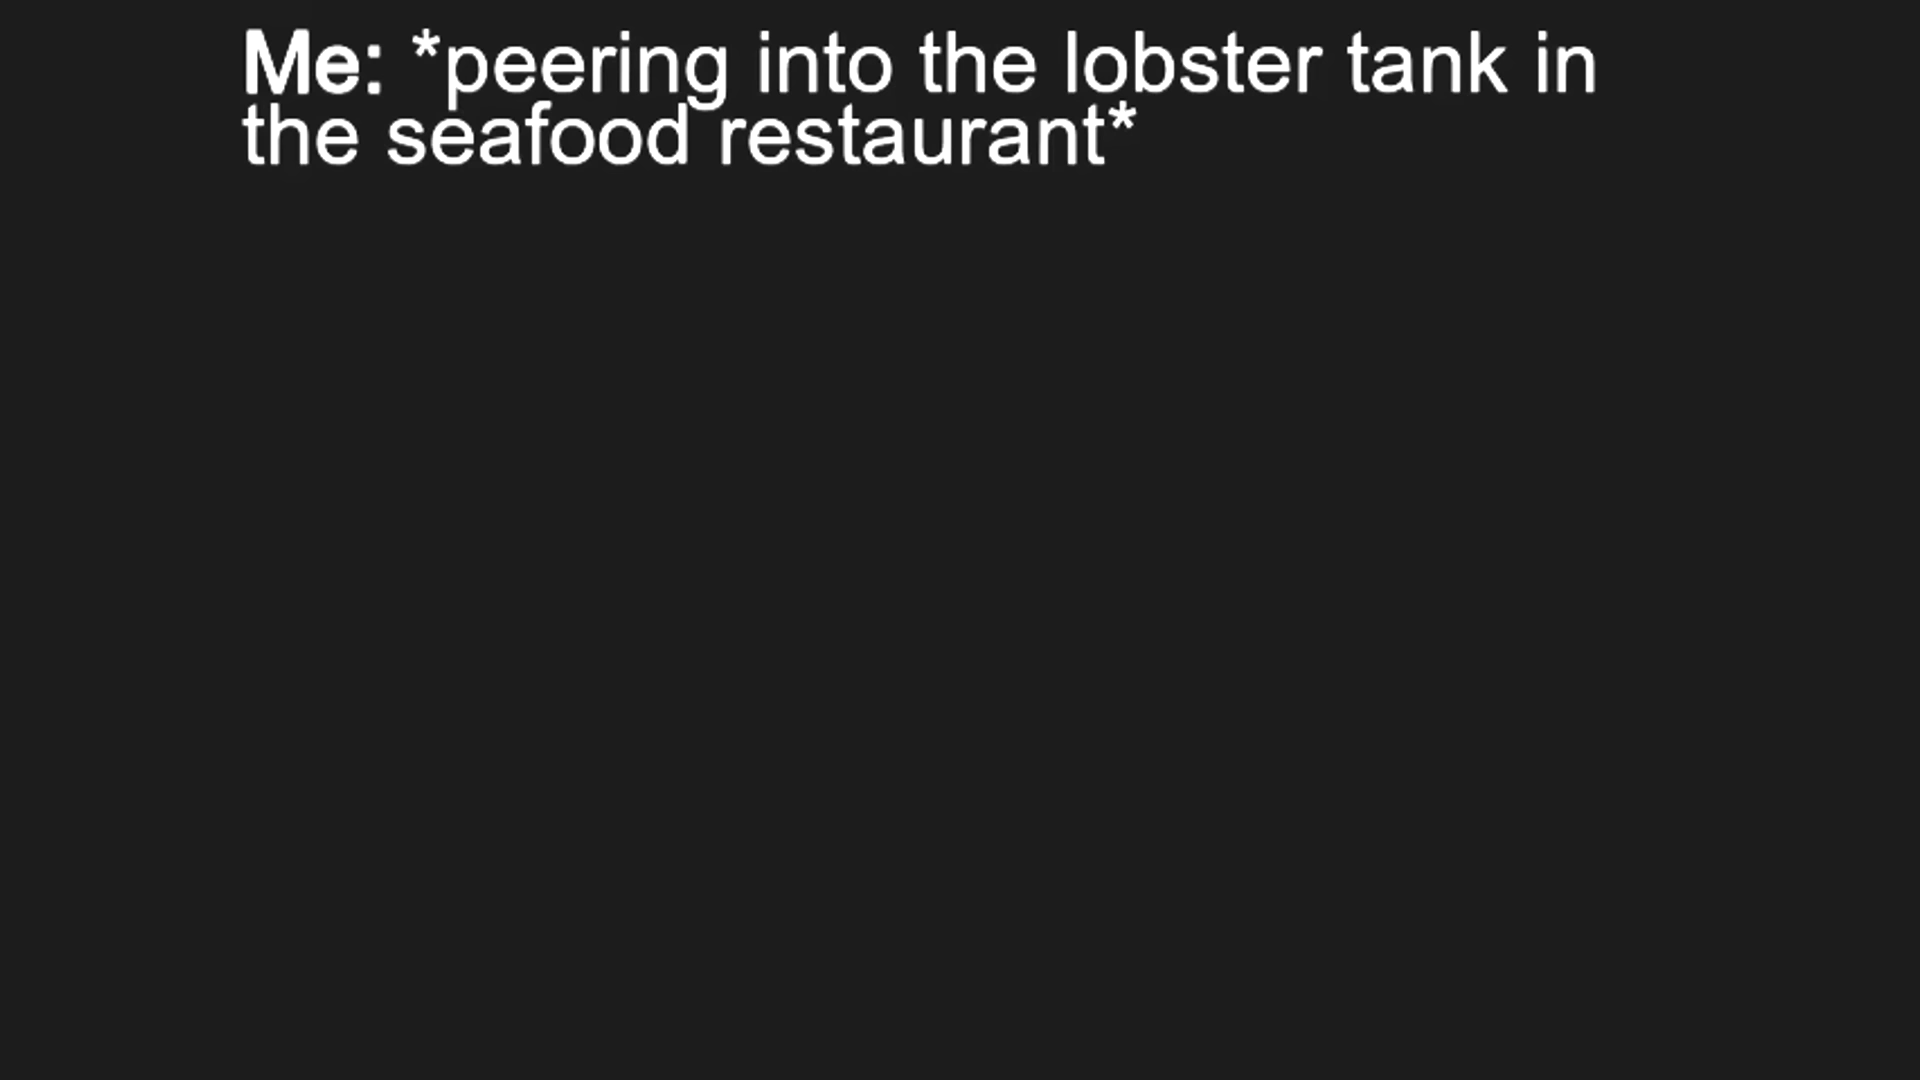 Me: *peering into the lobster tank in
the seafood restaurant*